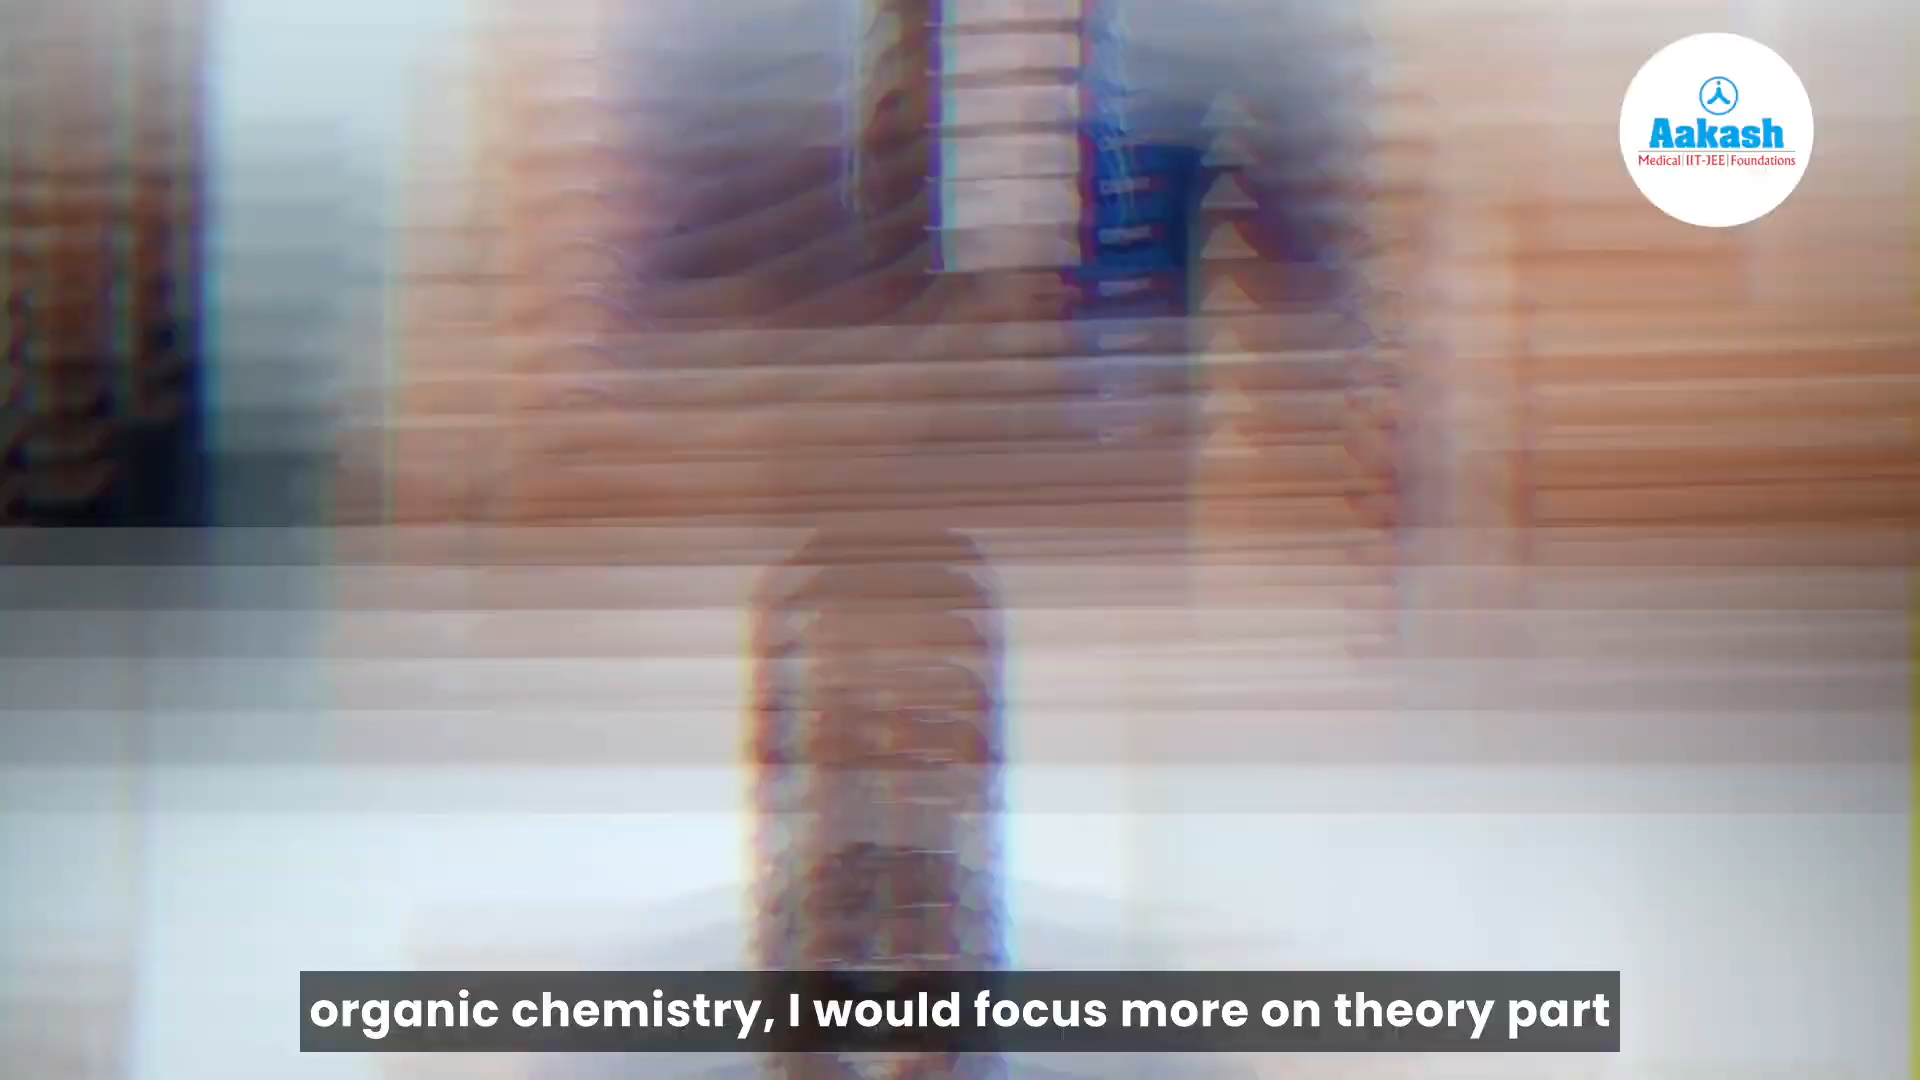 Aakash
Medical|IIT-JEE|Foundations
organic chemistry, I would focus more on theory part